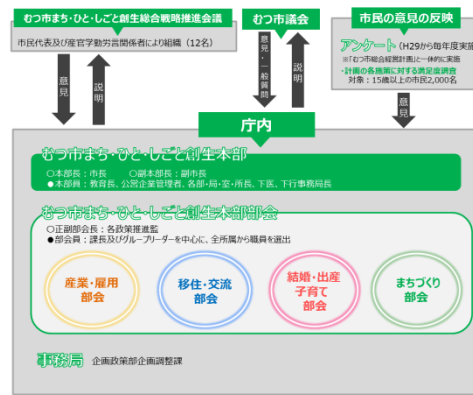 むつ市まち・ひと・しごと創生総合戦略推進会議
市民代表及び産官学労言関係者により組織（12名）
むつ市議会
市民の意見の反映
アンケート（H29から毎年度実施
※「むつ市総合経営計画」と一体的に実施
・計画の各施策に対する満足度調査
対象：15歳以上の市民2,000名
意見
説明
意見・一般質問
説明
意見
庁内
むつ市まち・ひと・しごと創生本部
○本部長：市長　○副本部長：副市長
●本部員：教育長、公営企業管理者、各部・局・室・所長、下医、下行事務局長
むつ市まち・ひと・しごと創生本部部会
○正副部会長：各政策推進監
●部会員：課長及びグループリーダーを中心に、全所属から職員を選出
産業・雇用
部会
移住・交流
部会
結婚・出産
子育て
部会
まちづくり
部会
事務局　企画政策部企画調整課